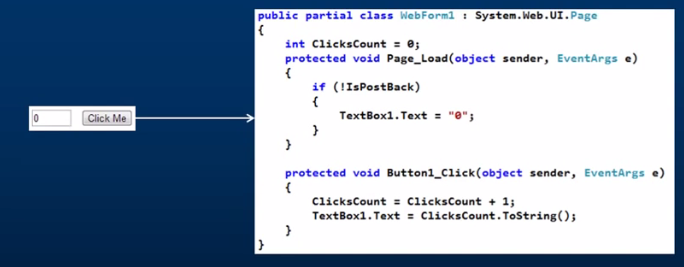 0 Click Me
public partial class WebForm1 : System.Web.UI.Page
{
    int ClicksCount = 0;
    protected void Page_Load(object sender, EventArgs e)
    {
        if (!IsPostBack)
        {
            TextBox1.Text = "0";
        }
    }

    protected void Button1_Click(object sender, EventArgs e)
    {
        ClicksCount = ClicksCount + 1;
        TextBox1.Text = ClicksCount.ToString();
    }
}